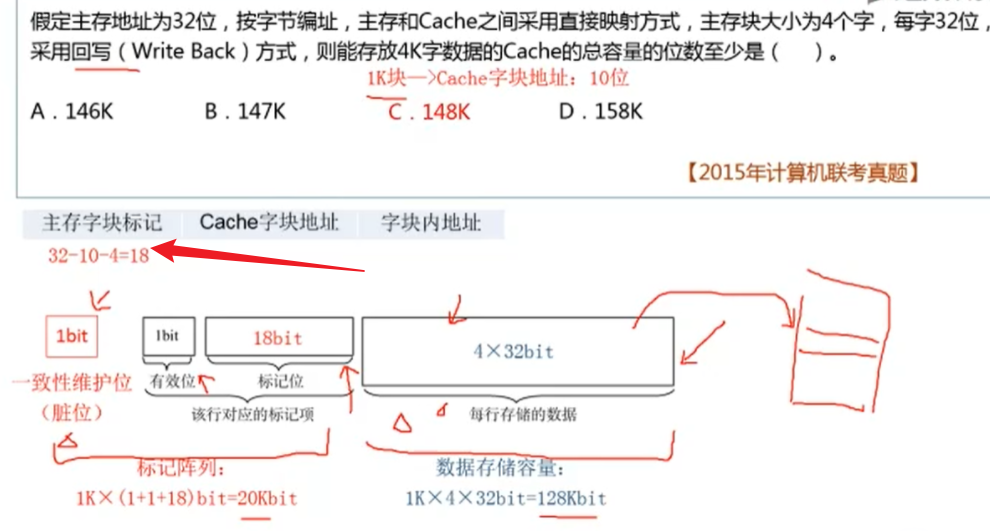 假定主存地址为32位，按字节编址，主存和Cache之间采用直接映射方式，主存块大小为4个字，每字32位，
采用回写（Write Back）方式，则能存放4K字数据的Cache的总容量的位数至少是（ ）。
1K块—>Cache字块地址：10位
A．146K B．147K C．148K D．158K
【2015年计算机联考真题】
主存字块标记 Cache字块地址 字块内地址
32-10-4=18
1bit 1bit 18bit 4×32bit
一致性维护位 有效位 标记位
（脏位） 该行对应的标记项 每行存储的数据
标记阵列： 数据存储容量：
1K×(1+1+18)bit=20Kbit 1K×4×32bit=128Kbit